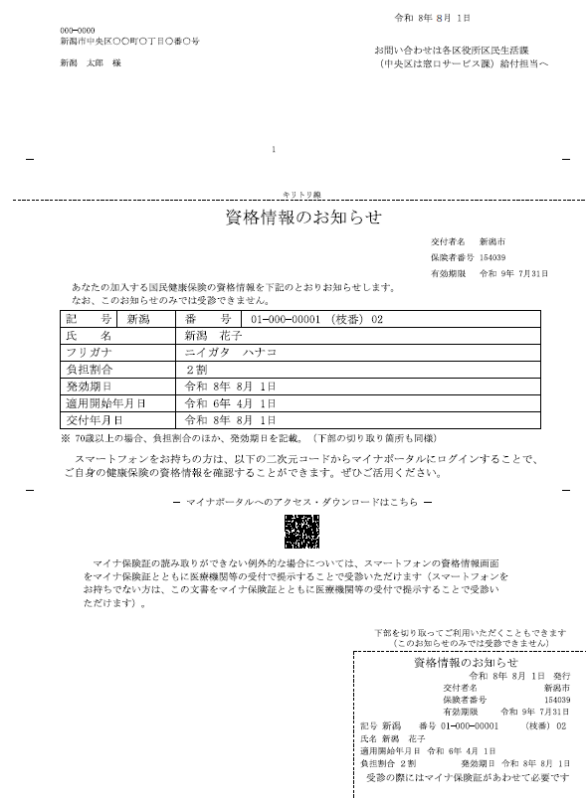 令和 8年 8月 1日
000-0000
新潟市中央区〇〇町〇丁目〇番〇号
新潟 太郎 様
お問い合わせは各区役所区民生活課
（中央区は窓口サービス課）給付担当へ
1
キリトリ線
資格情報のお知らせ
交付者名 新潟市
保険者番号 154039
有効期限 令和 9年 7月31日
あなたの加入する国民健康保険の資格情報を下記のとおりお知らせします。
なお、このお知らせのみでは受診できません。
記 号 新潟 番 号 01-000-00001 (枝番) 02
氏 名 新潟 花子
フリガナ ニイガタ ハナコ
負担割合 2割
発効期日 令和 8年 8月 1日
適用開始年月日 令和 6年 4月 1日
交付年月日 令和 8年 8月 1日
※ 70歳以上の場合、負担割合のほか、発効期日を記載。（下部の切り取り箇所も同様）
スマートフォンをお持ちの方は、以下の二次元コードからマイナポータルにログインすることで、
ご自身の健康保険の資格情報を確認することができます。ぜひご活用ください。
― マイナポータルへのアクセス・ダウンロードはこちら ―
マイナ保険証の読み取りができない例外的な場合については、スマートフォンの資格情報画面
をマイナ保険証とともに医療機関等の受付で提示することで受診いただけます（スマートフォンを
お持ちでない方は、この文書をマイナ保険証とともに医療機関等の受付で提示することで受診い
ただけます）。
下部を切り取ってご利用いただくこともできます
（このお知らせのみでは受診できません）
資格情報のお知らせ
令和 8年 8月 1日 発行
交付者名 新潟市
保険者番号 154039
有効期限 令和 9年 7月31日
記号 新潟 番号 01-000-00001 (枝番) 02
氏名 新潟 花子
適用開始年月日 令和 6年 4月 1日
負担割合 2割 発効期日 令和 8年 8月 1日
受診の際にはマイナ保険証があわせて必要です